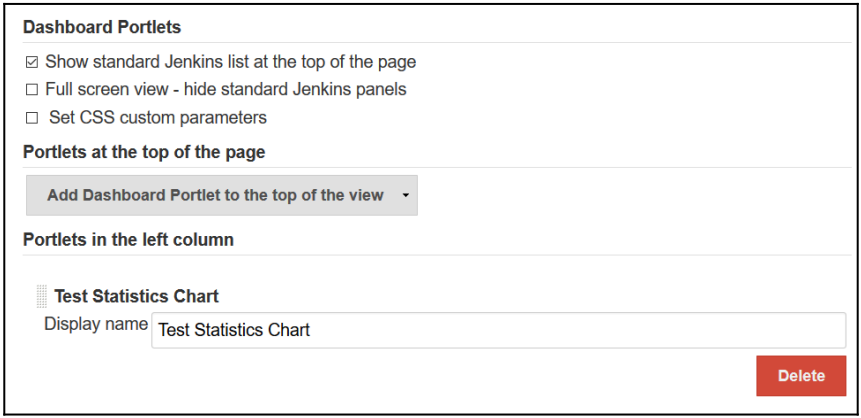 Dashboard Portlets
Show standard Jenkins list at the top of the page
Full screen view - hide standard Jenkins panels
Set CSS custom parameters
Portlets at the top of the page
Add Dashboard Portlet to the top of the view
Portlets in the left column
Test Statistics Chart
Display name Test Statistics Chart
Delete